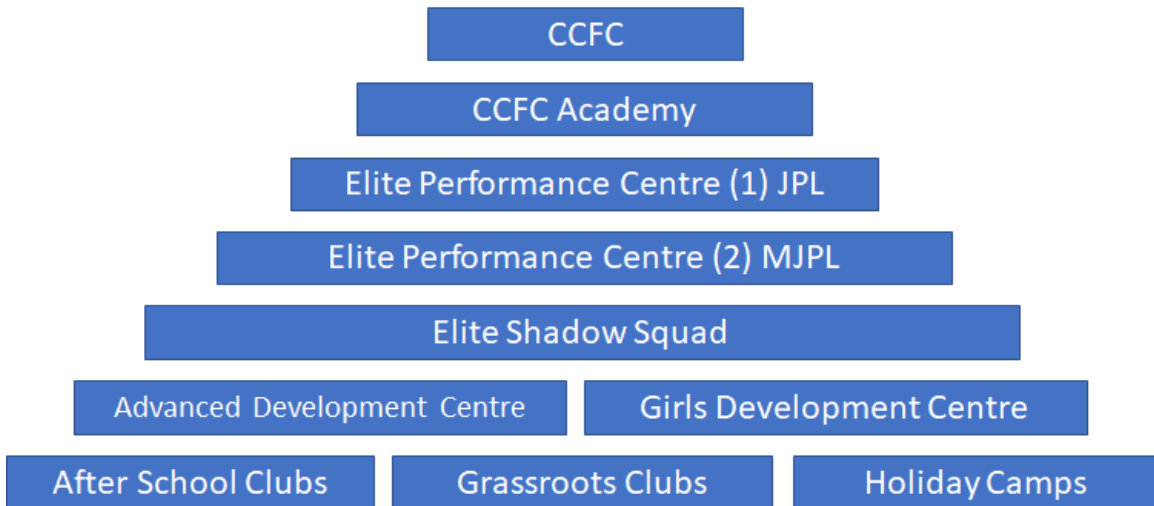 CCFC
CCFC Academy
Elite Performance Centre (1) JPL
Elite Performance Centre (2) MJPL
Elite Shadow Squad
Advanced Development Centre
Girls Development Centre
After School Clubs
Grassroots Clubs
Holiday Camps